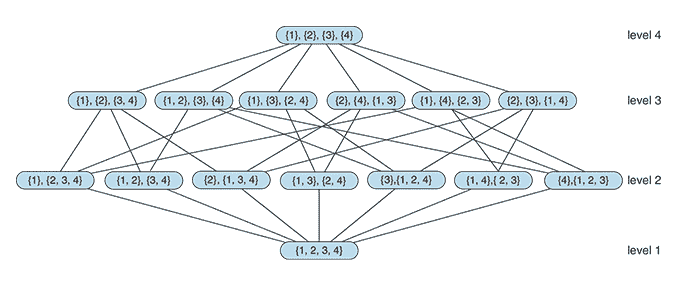 {1}, {2}, {3}, {4} level 4
{1}, {2}, {3, 4} {1, 2}, {3}, {4} {1}, {3}, {2, 4} {2}, {4}, {1, 3} {1}, {4}, {2, 3} {2}, {3}, {1, 4} level 3
{1}, {2, 3, 4} {1, 2}, {3, 4} {2}, {1, 3, 4} {1, 3}, {2, 4} {3},{1, 2, 4} {1, 4},{ 2, 3} {4},{1, 2, 3} level 2
{1, 2, 3, 4} level 1